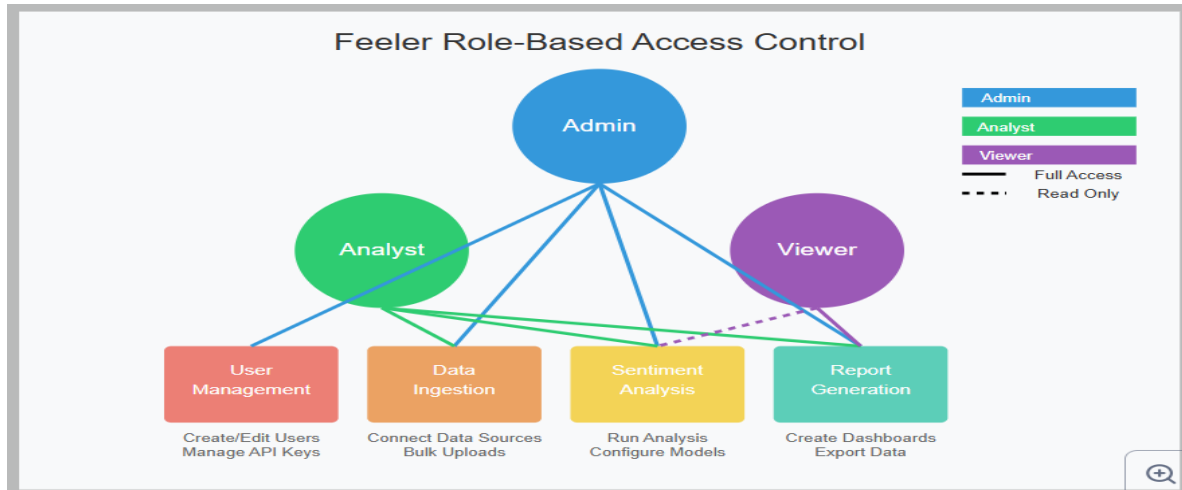 Feeler Role-Based Access Control
Admin
Admin
Analyst
Viewer
Full Access
Read Only
Analyst
Viewer
User
Management
Data
Ingestion
Sentiment
Analysis
Report
Generation
Create/Edit Users
Manage API Keys
Connect Data Sources
Bulk Uploads
Run Analysis
Configure Models
Create Dashboards
Export Data